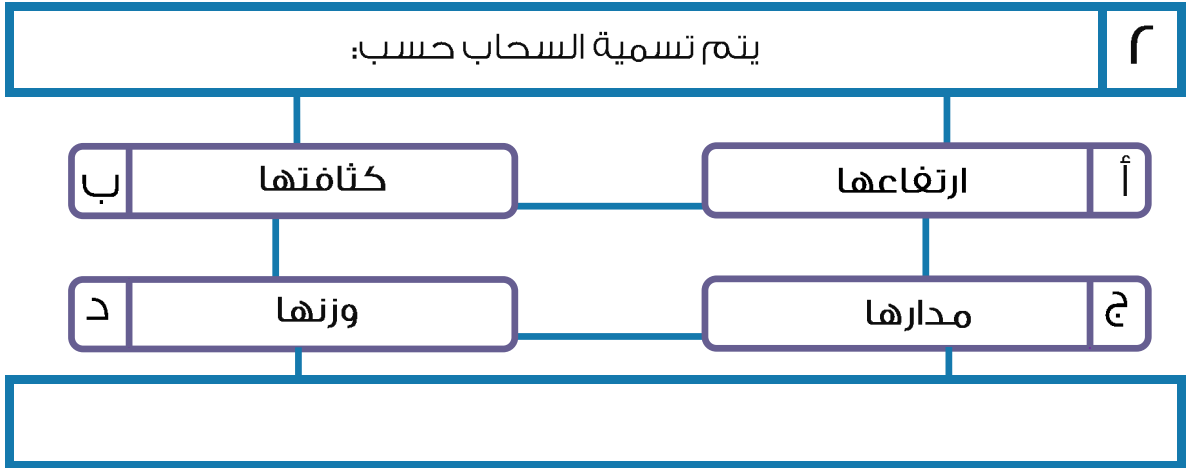 ٢ يتم تسمية السحاب حسب:
أ ارتفاعها
ب كثافتها
ج مدارها
د وزنها